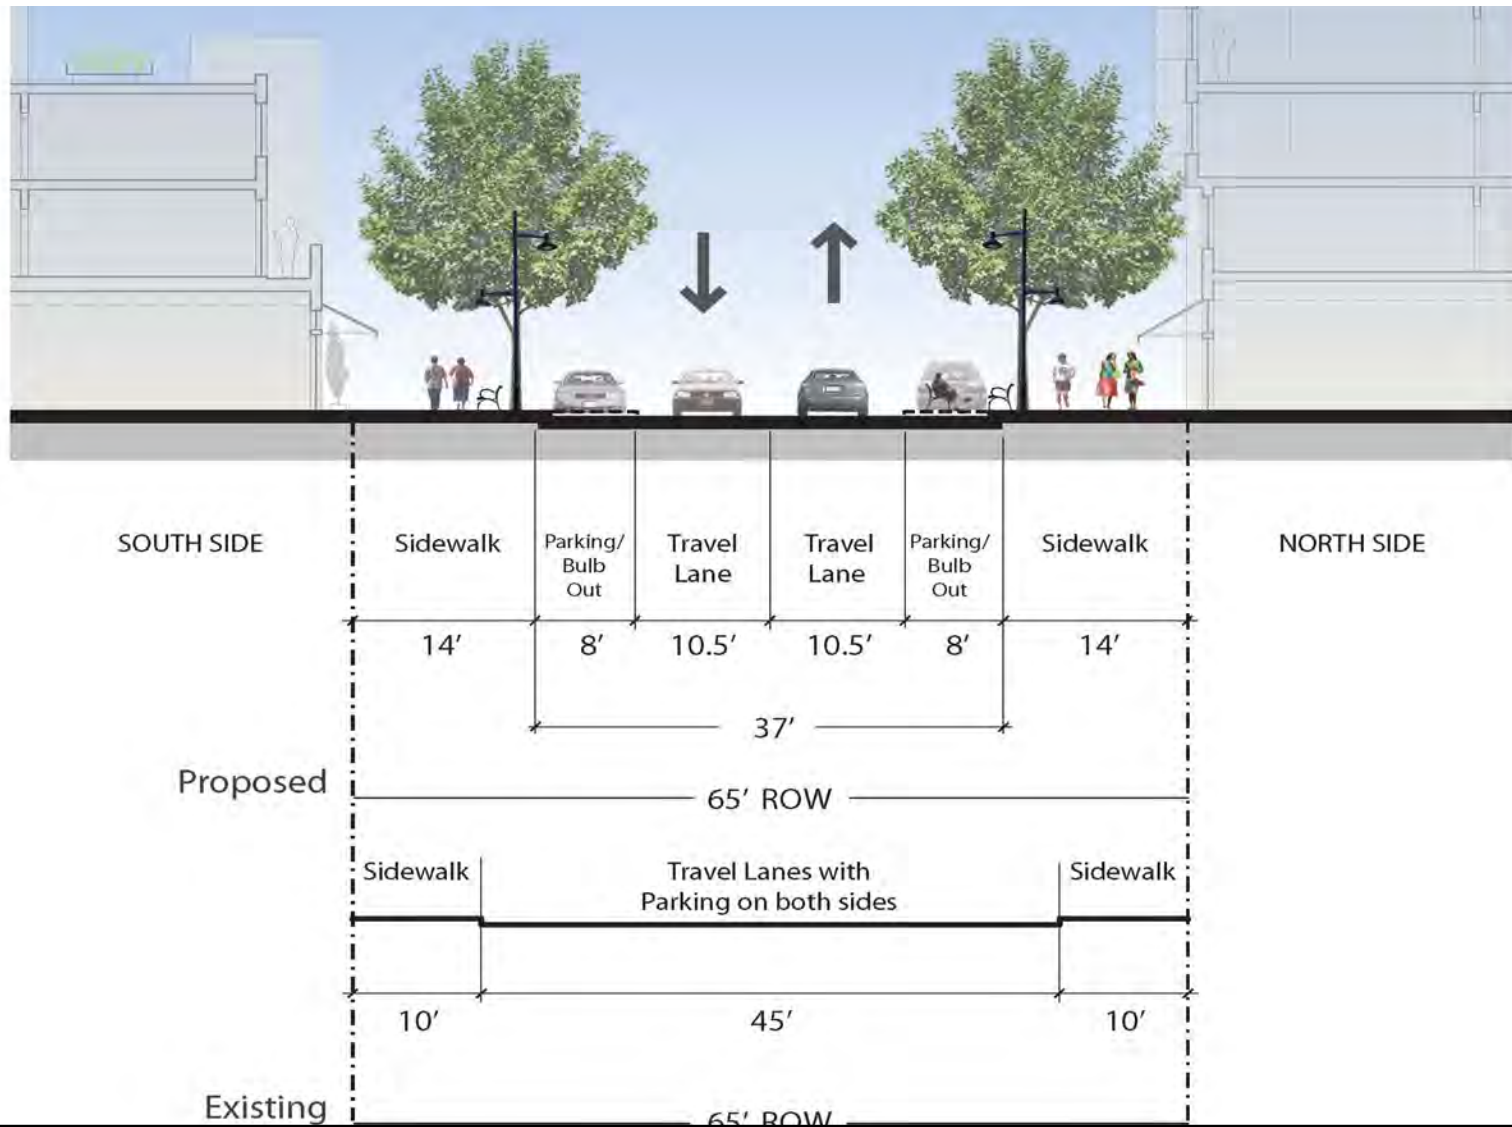 SOUTH SIDE
Sidewalk
Parking/
Bulb
Out
Travel
Lane
Travel
Lane
Parking/
Bulb
Out
Sidewalk
NORTH SIDE
14′
8′
10.5′
10.5′
8′
14′
37′
Proposed
65′ ROW
Sidewalk
Travel Lanes with
Parking on both sides
Sidewalk
10′
45′
10′
Existing
65′ ROW